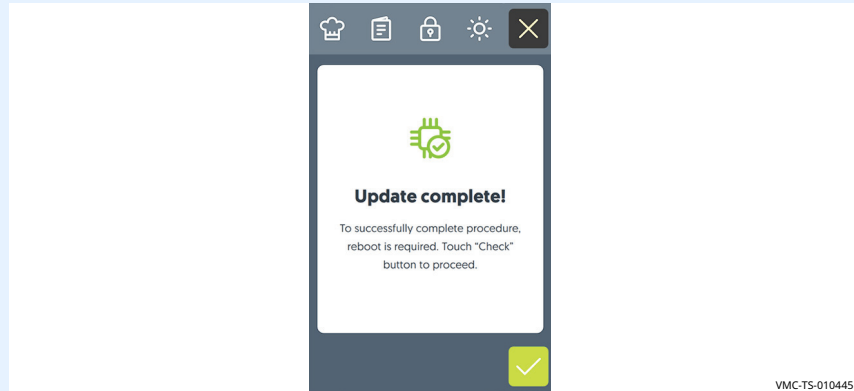 Update complete!
To successfully complete procedure,
reboot is required. Touch “Check”
button to proceed.
VMC-TS-010445